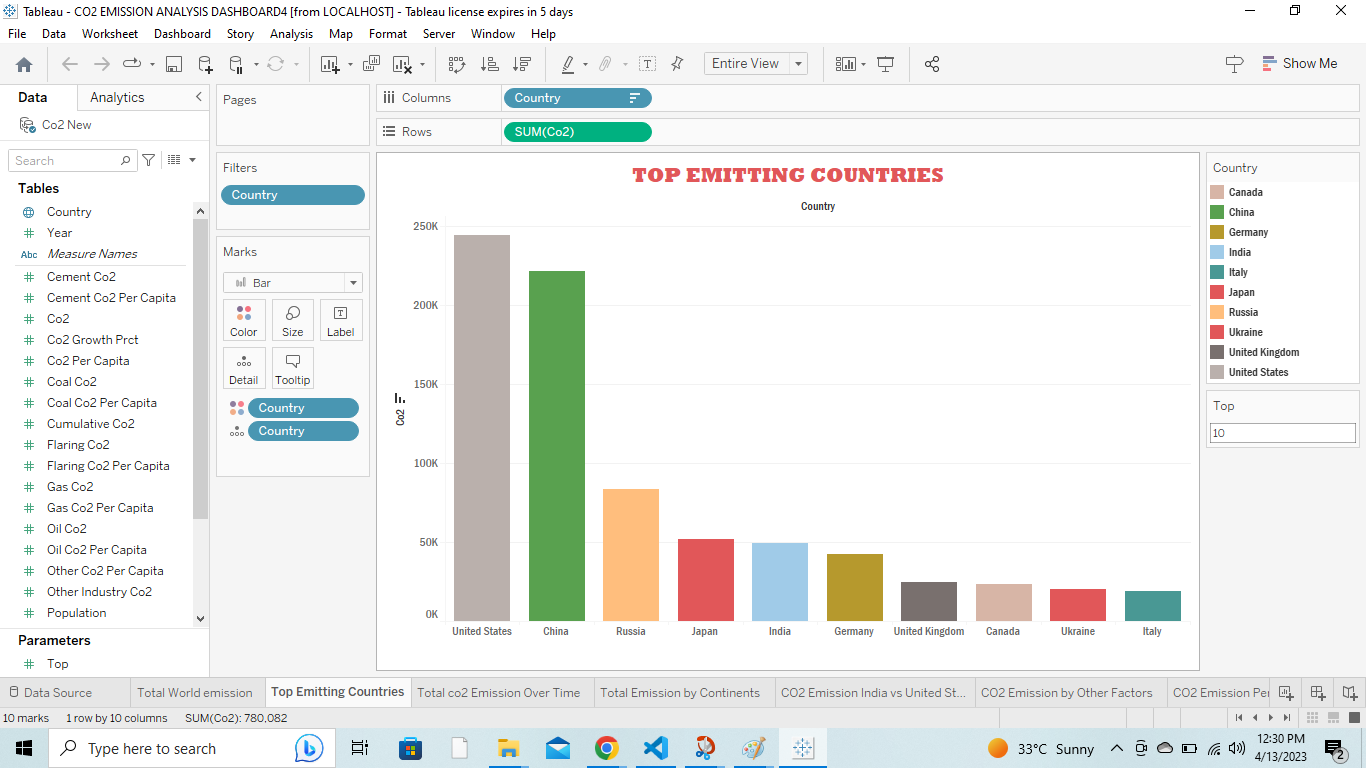 Tableau - CO2 EMISSION ANALYSIS DASHBOARD4 [from LOCALHOST] - Tableau license expires in 5 days
File Data Worksheet Dashboard Story Analysis Map Format Server Window Help
Entire View
Show Me
Data Analytics
Co2 New
Search
Tables
Country
Year
Abc Measure Names
Cement Co2
Cement Co2 Per Capita
Co2
Co2 Growth Prct
Co2 Per Capita
Coal Co2
Coal Co2 Per Capita
Cumulative Co2
Flaring Co2
Flaring Co2 Per Capita
Gas Co2
Gas Co2 Per Capita
Oil Co2
Oil Co2 Per Capita
Other Co2 Per Capita
Other Industry Co2
Population
Parameters
Top
Pages
Filters
Country
Marks
Bar
Color Size Label
Detail Tooltip
Country
Country
Columns Country
Rows SUM(Co2)
TOP EMITTING COUNTRIES
Country
250K
200K
150K
100K
50K
0K
Co2
United States China Russia Japan India Germany United Kingdom Canada Ukraine Italy
Country
Canada
China
Germany
India
Italy
Japan
Russia
Ukraine
United Kingdom
United States
Top
10
Data Source Total World emission Top Emitting Countries Total co2 Emission Over Time Total Emission by Continents CO2 Emission India vs United St... CO2 Emission by Other Factors CO2 Emission Per
10 marks 1 row by 10 columns SUM(Co2): 780,082
Type here to search
33°C Sunny
12:30 PM
4/13/2023
2